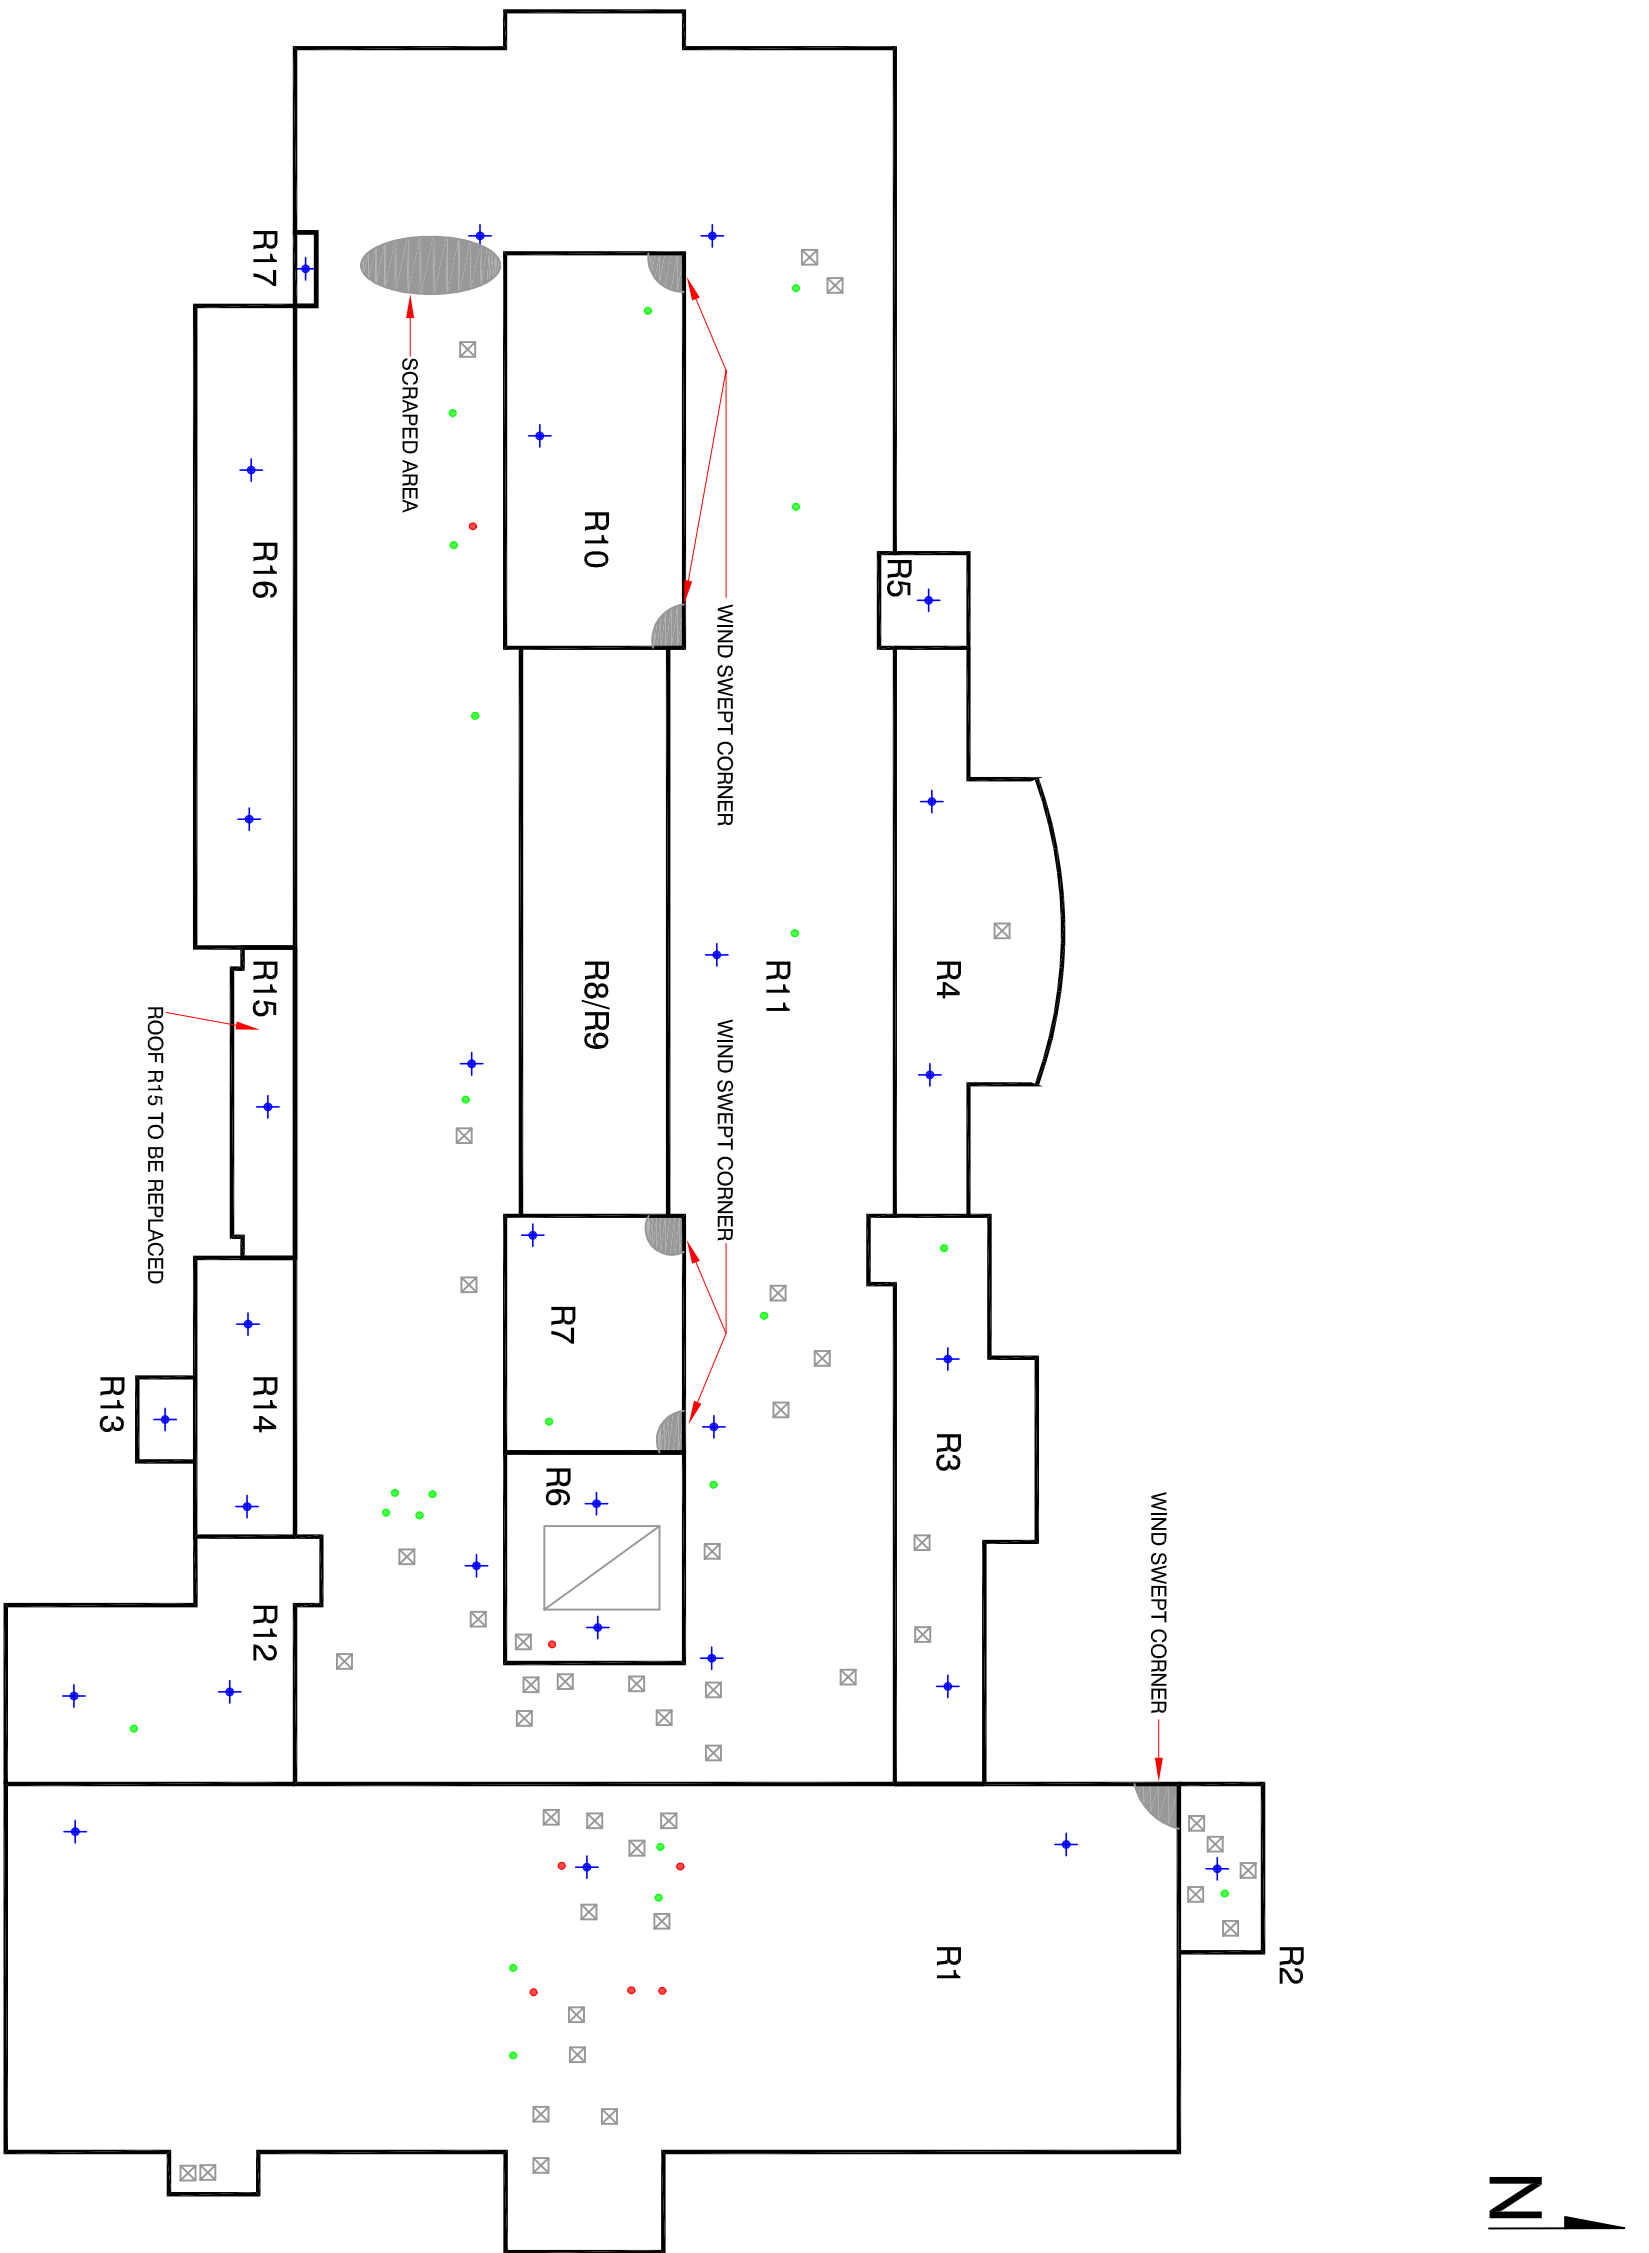 R2
WIND SWEPT CORNER
R5
R4
R3
R1
R11
WIND SWEPT CORNER
WIND SWEPT CORNER
R10
R8/R9
R7
R6
SCRAPED AREA
R17
R16
R15
R14
R12
ROOF R15 TO BE REPLACED
R13
N